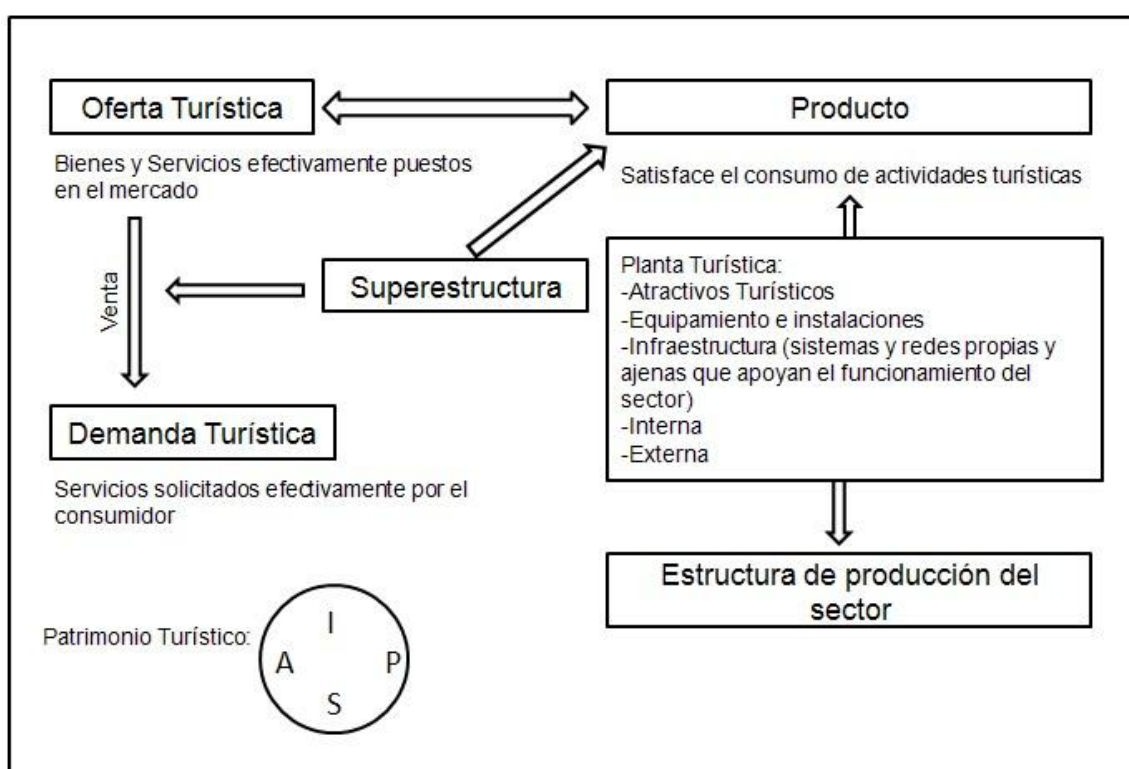 Oferta Turística
Producto
Bienes y Servicios efectivamente puestos
en el mercado
Satisface el consumo de actividades turísticas
Venta
Superestructura
Planta Turística:
-Atractivos Turísticos
-Equipamiento e instalaciones
-Infraestructura (sistemas y redes propias y
ajenas que apoyan el funcionamiento del
sector)
-Interna
-Externa
Demanda Turística
Servicios solicitados efectivamente por el
consumidor
Estructura de producción del
sector
Patrimonio Turístico:
I
A P
S